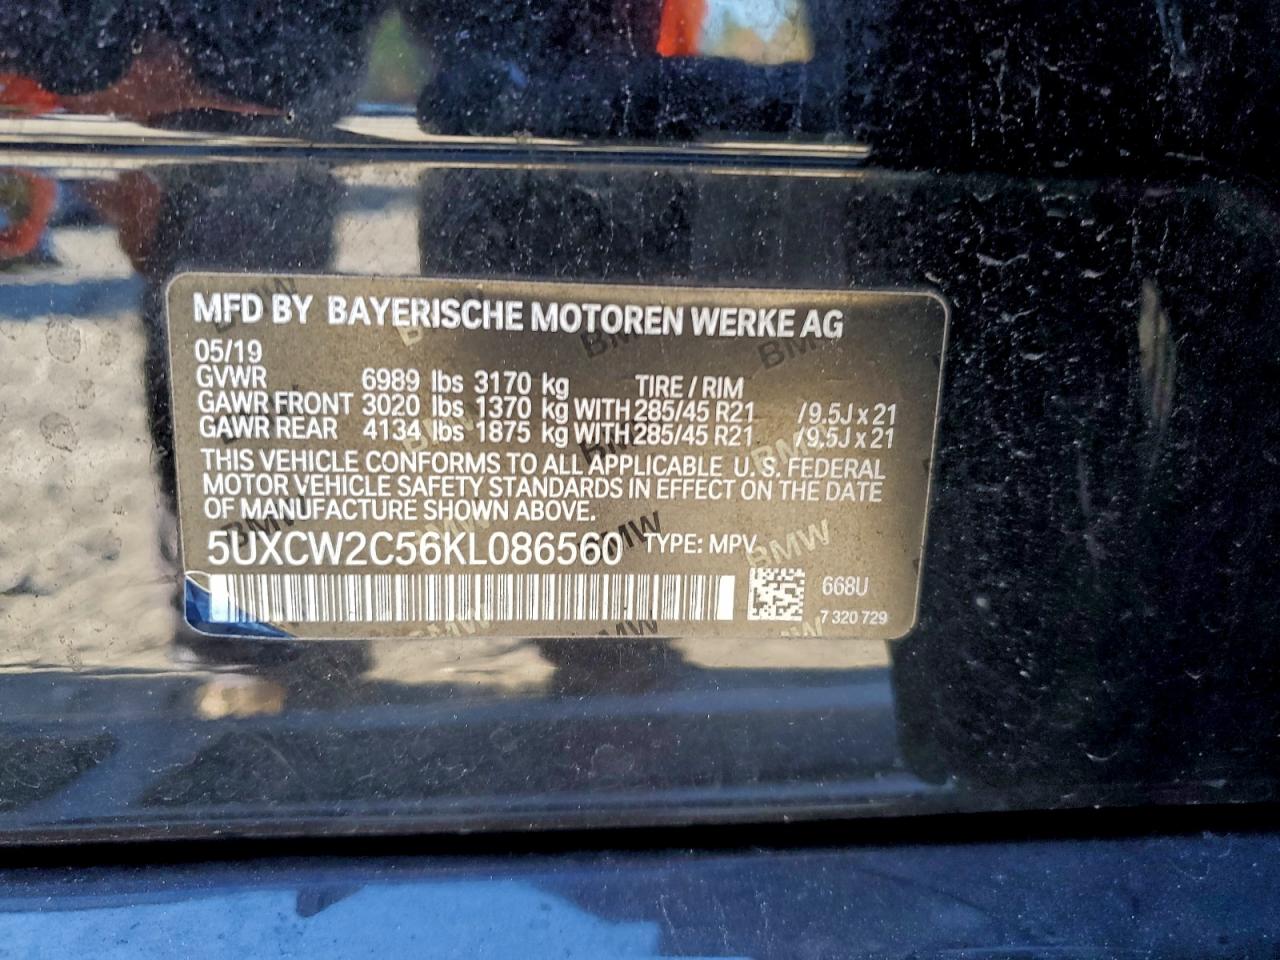 MFD BY BAYERISCHE MOTOREN WERKE AG
05/19
GVWR 6989 lbs 3170 kg TIRE / RIM
GAWR FRONT 3020 lbs 1370 kg WITH 285/45 R21 / 9.5J x 21
GAWR REAR 4134 lbs 1875 kg WITH 285/45 R21 / 9.5J x 21
THIS VEHICLE CONFORMS TO ALL APPLICABLE U.S. FEDERAL
MOTOR VEHICLE SAFETY STANDARDS IN EFFECT ON THE DATE
OF MANUFACTURE SHOWN ABOVE.
5UXCW2C56KL086560 TYPE: MPV
668U
7 320 729